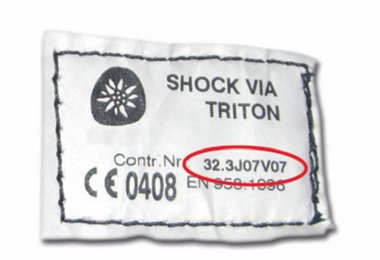 SHOCK VIA
TRITON
Contr.Nr.: 32.3J07V07
CE 0408 EN 958:1996